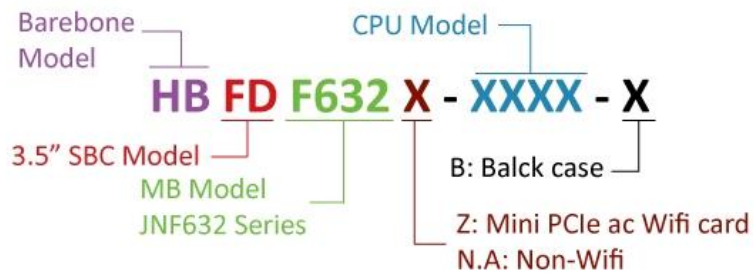 Barebone
Model
CPU Model
HB FD F632 X - XXXX - X
3.5” SBC Model
B: Balck case
MB Model
JNF632 Series
Z: Mini PCIe ac Wifi card
N.A: Non-Wifi